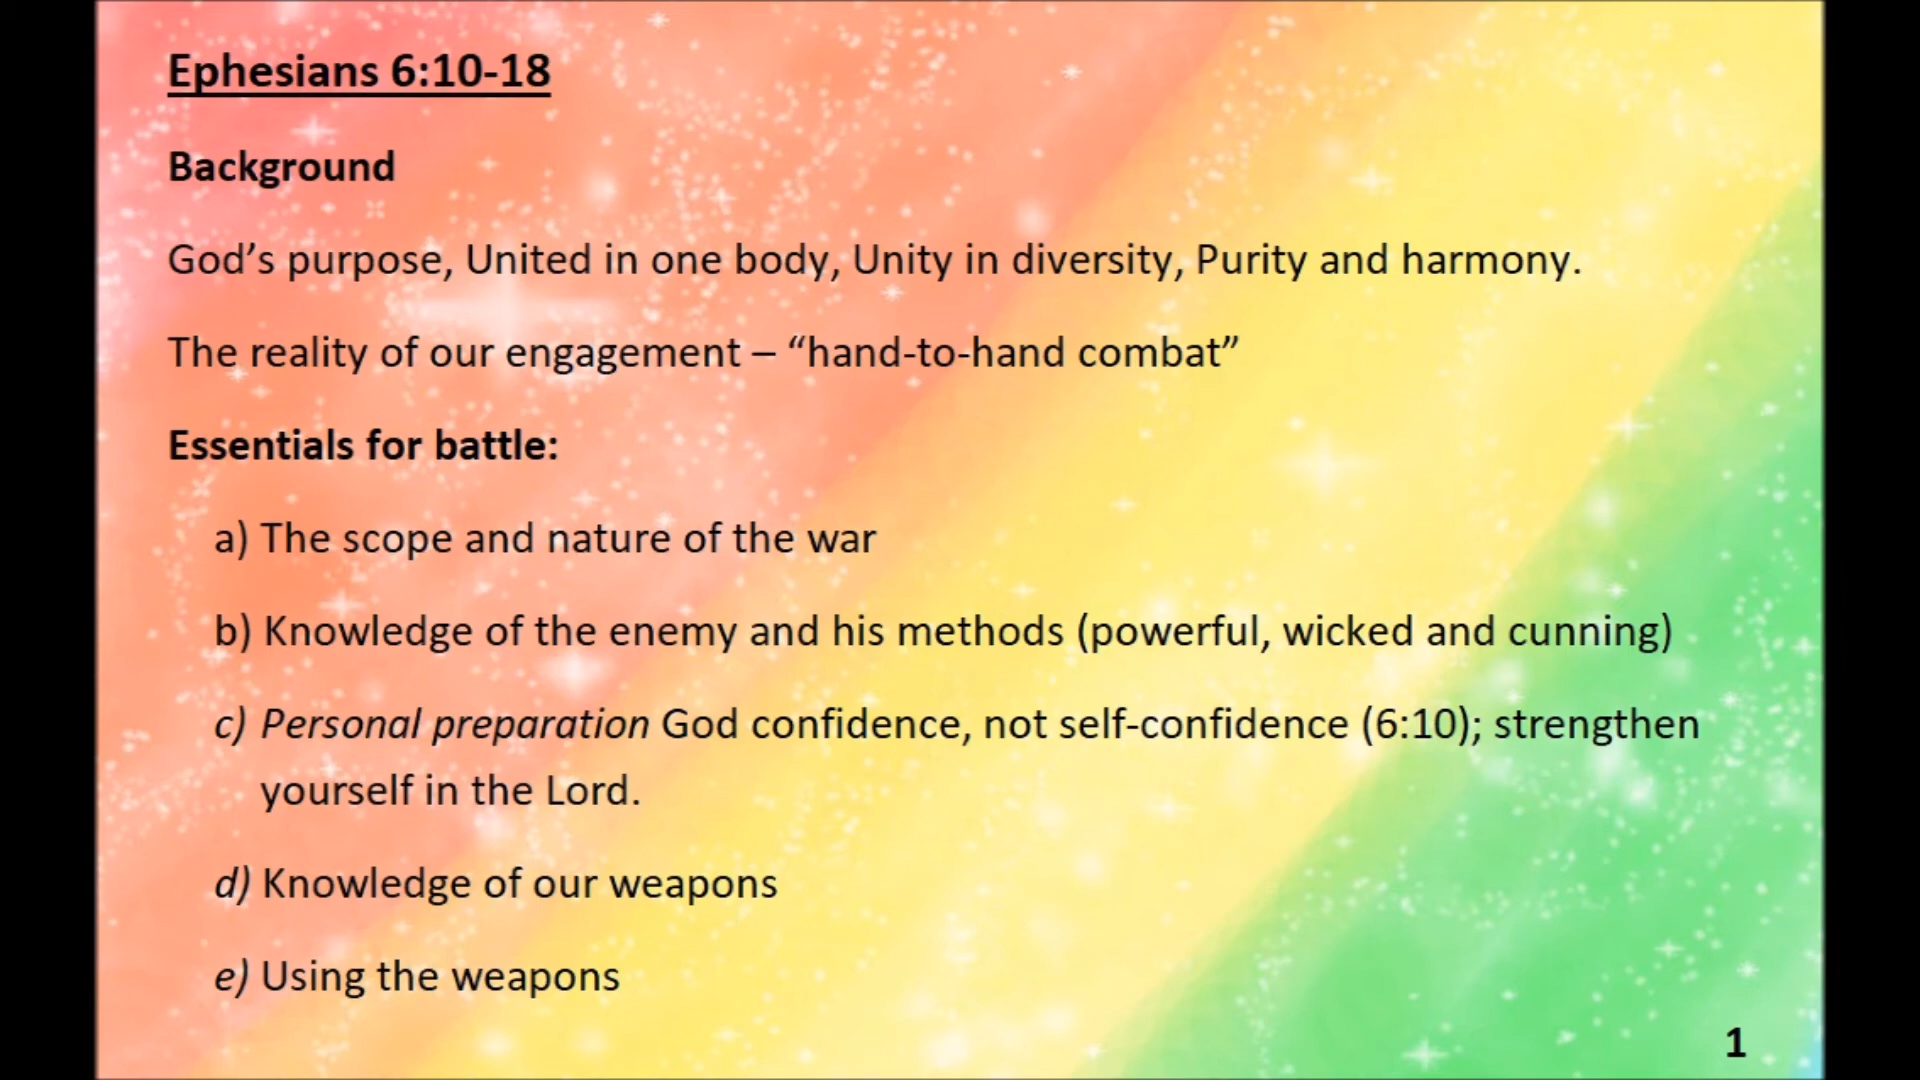 Ephesians 6:10-18
Background
God’s purpose, United in one body, Unity in diversity, Purity and harmony.
The reality of our engagement – “hand-to-hand combat”
Essentials for battle:
a) The scope and nature of the war
b) Knowledge of the enemy and his methods (powerful, wicked and cunning)
c) Personal preparation God confidence, not self-confidence (6:10); strengthen
yourself in the Lord.
d) Knowledge of our weapons
e) Using the weapons
1